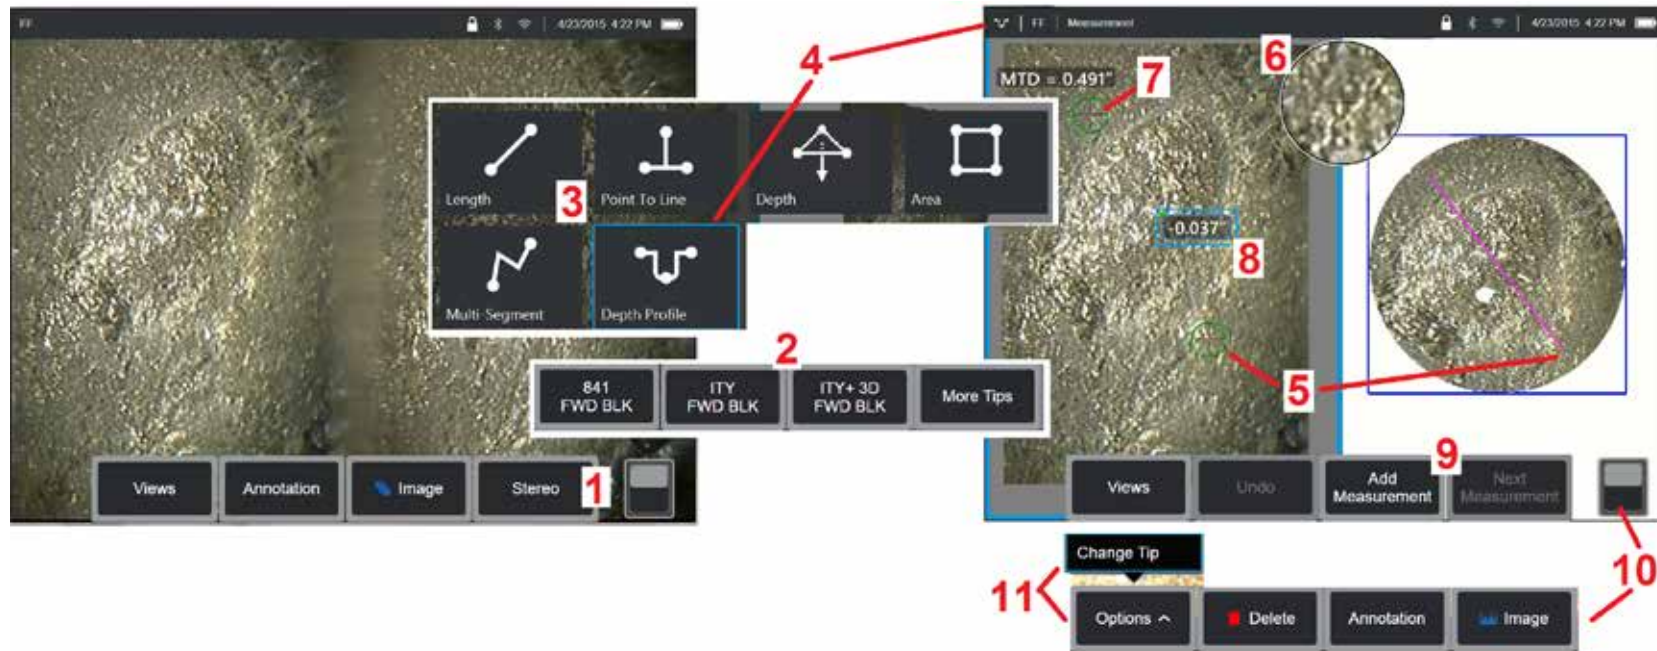 FF
4/23/2015 4:22 PM
FF
Measurement
4/23/2015 4:22 PM
4
6
7
MTD = 0.491"
Length
3
Point To Line
Depth
Area
-0.037"
8
Multi-Segment
Depth Profile
2
841
FWD BLK
ITY
FWD BLK
ITY+ 3D
FWD BLK
More Tips
5
Views
Annotation
Image
Stereo
1
9
Views
Undo
Add
Measurement
Next
Measurement
Change Tip
10
11
Options
Delete
Annotation
Image